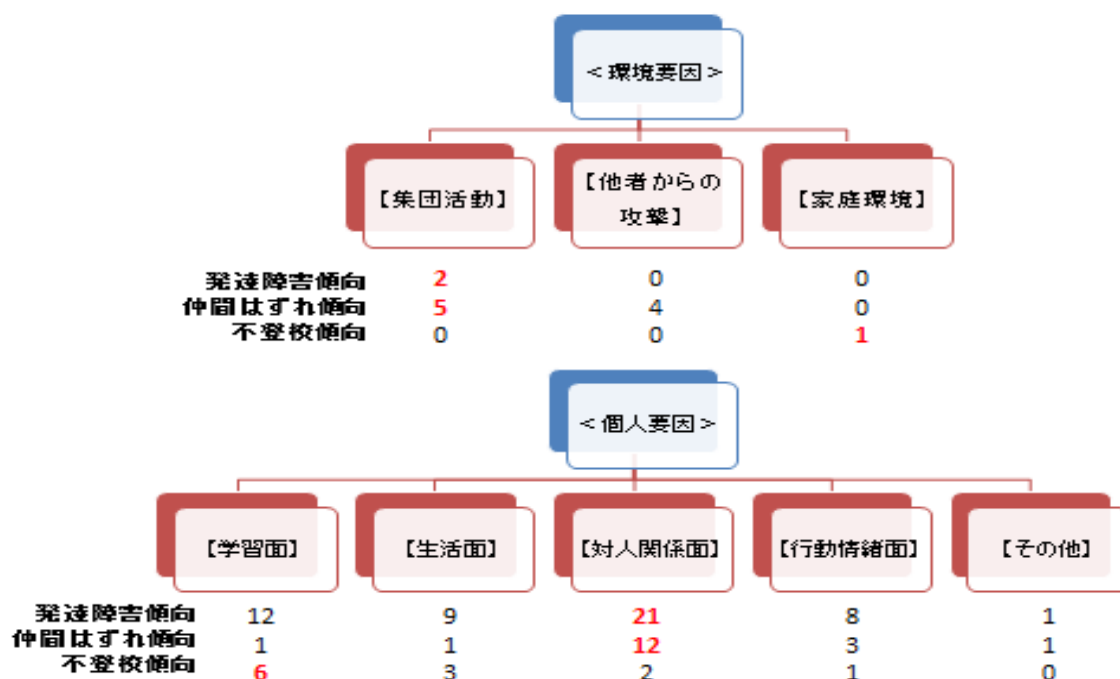 ＜環境要因＞
【集団活動】
【他者からの
攻撃】
【家庭環境】
発達障害傾向 2 0 0
仲間はずれ傾向 5 4 0
不登校傾向 0 0 1
＜個人要因＞
【学習面】 【生活面】 【対人関係面】 【行動情緒面】 【その他】
発達障害傾向 12 9 21 8 1
仲間はずれ傾向 1 1 12 3 1
不登校傾向 6 3 2 1 0